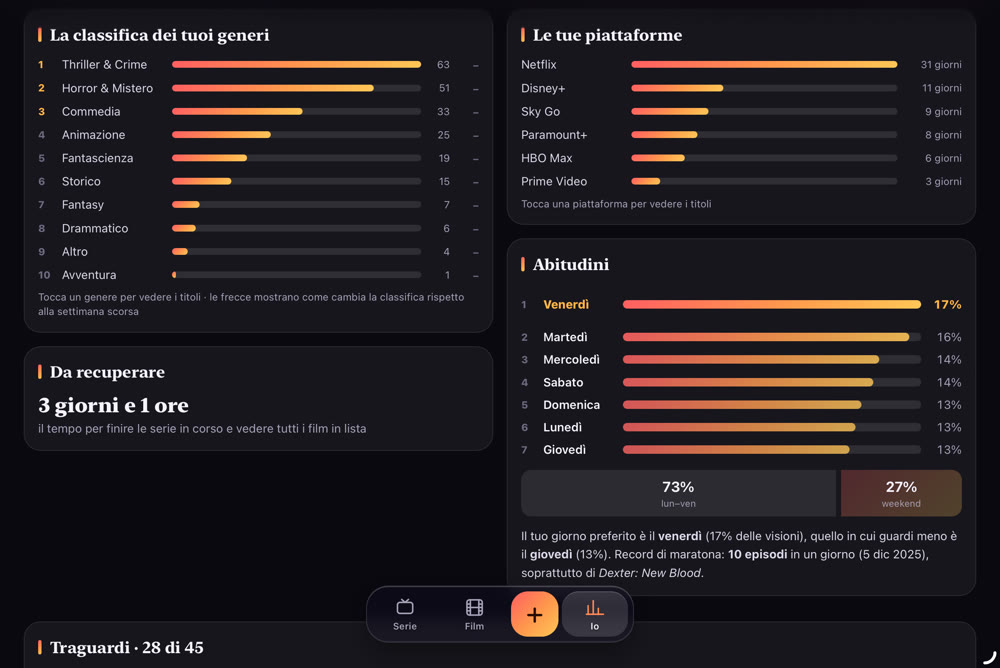 La classifica dei tuoi generi
1 Thriller & Crime 63 –
2 Horror & Mistero 51 –
3 Commedia 33 –
4 Animazione 25 –
5 Fantascienza 19 –
6 Storico 15 –
7 Fantasy 7 –
8 Drammatico 6 –
9 Altro 4 –
10 Avventura 1 –
Tocca un genere per vedere i titoli · le frecce mostrano come cambia la classifica rispetto
alla settimana scorsa
Da recuperare
3 giorni e 1 ore
il tempo per finire le serie in corso e vedere tutti i film in lista
Le tue piattaforme
Netflix 31 giorni
Disney+ 11 giorni
Sky Go 9 giorni
Paramount+ 8 giorni
HBO Max 6 giorni
Prime Video 3 giorni
Tocca una piattaforma per vedere i titoli
Abitudini
1 Venerdì 17%
2 Martedì 16%
3 Mercoledì 14%
4 Sabato 14%
5 Domenica 13%
6 Lunedì 13%
7 Giovedì 13%
73% 27%
lun–ven weekend
Il tuo giorno preferito è il venerdì (17% delle visioni), quello in cui guardi meno è
il giovedì (13%). Record di maratona: 10 episodi in un giorno (5 dic 2025),
soprattutto di Dexter: New Blood.
Serie Film + Io
Traguardi · 28 di 45